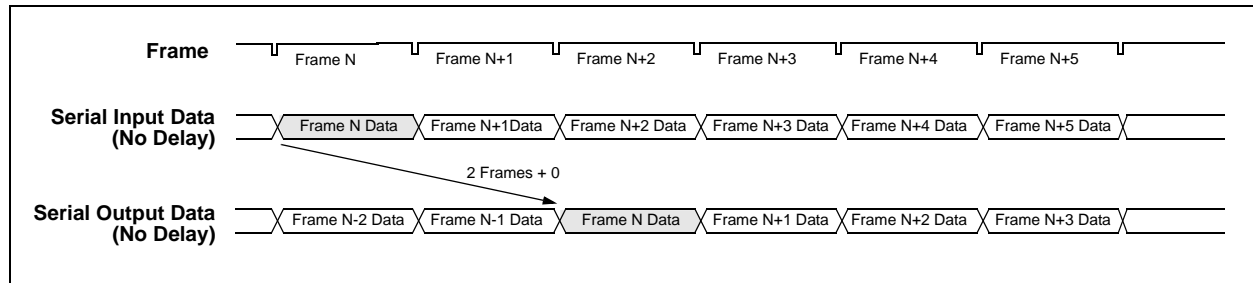 Frame
Frame N Frame N+1 Frame N+2 Frame N+3 Frame N+4 Frame N+5
Serial Input Data
(No Delay)
Frame N Data Frame N+1Data Frame N+2 Data Frame N+3 Data Frame N+4 Data Frame N+5 Data
2 Frames + 0
Serial Output Data
(No Delay)
Frame N-2 Data Frame N-1 Data Frame N Data Frame N+1 Data Frame N+2 Data Frame N+3 Data